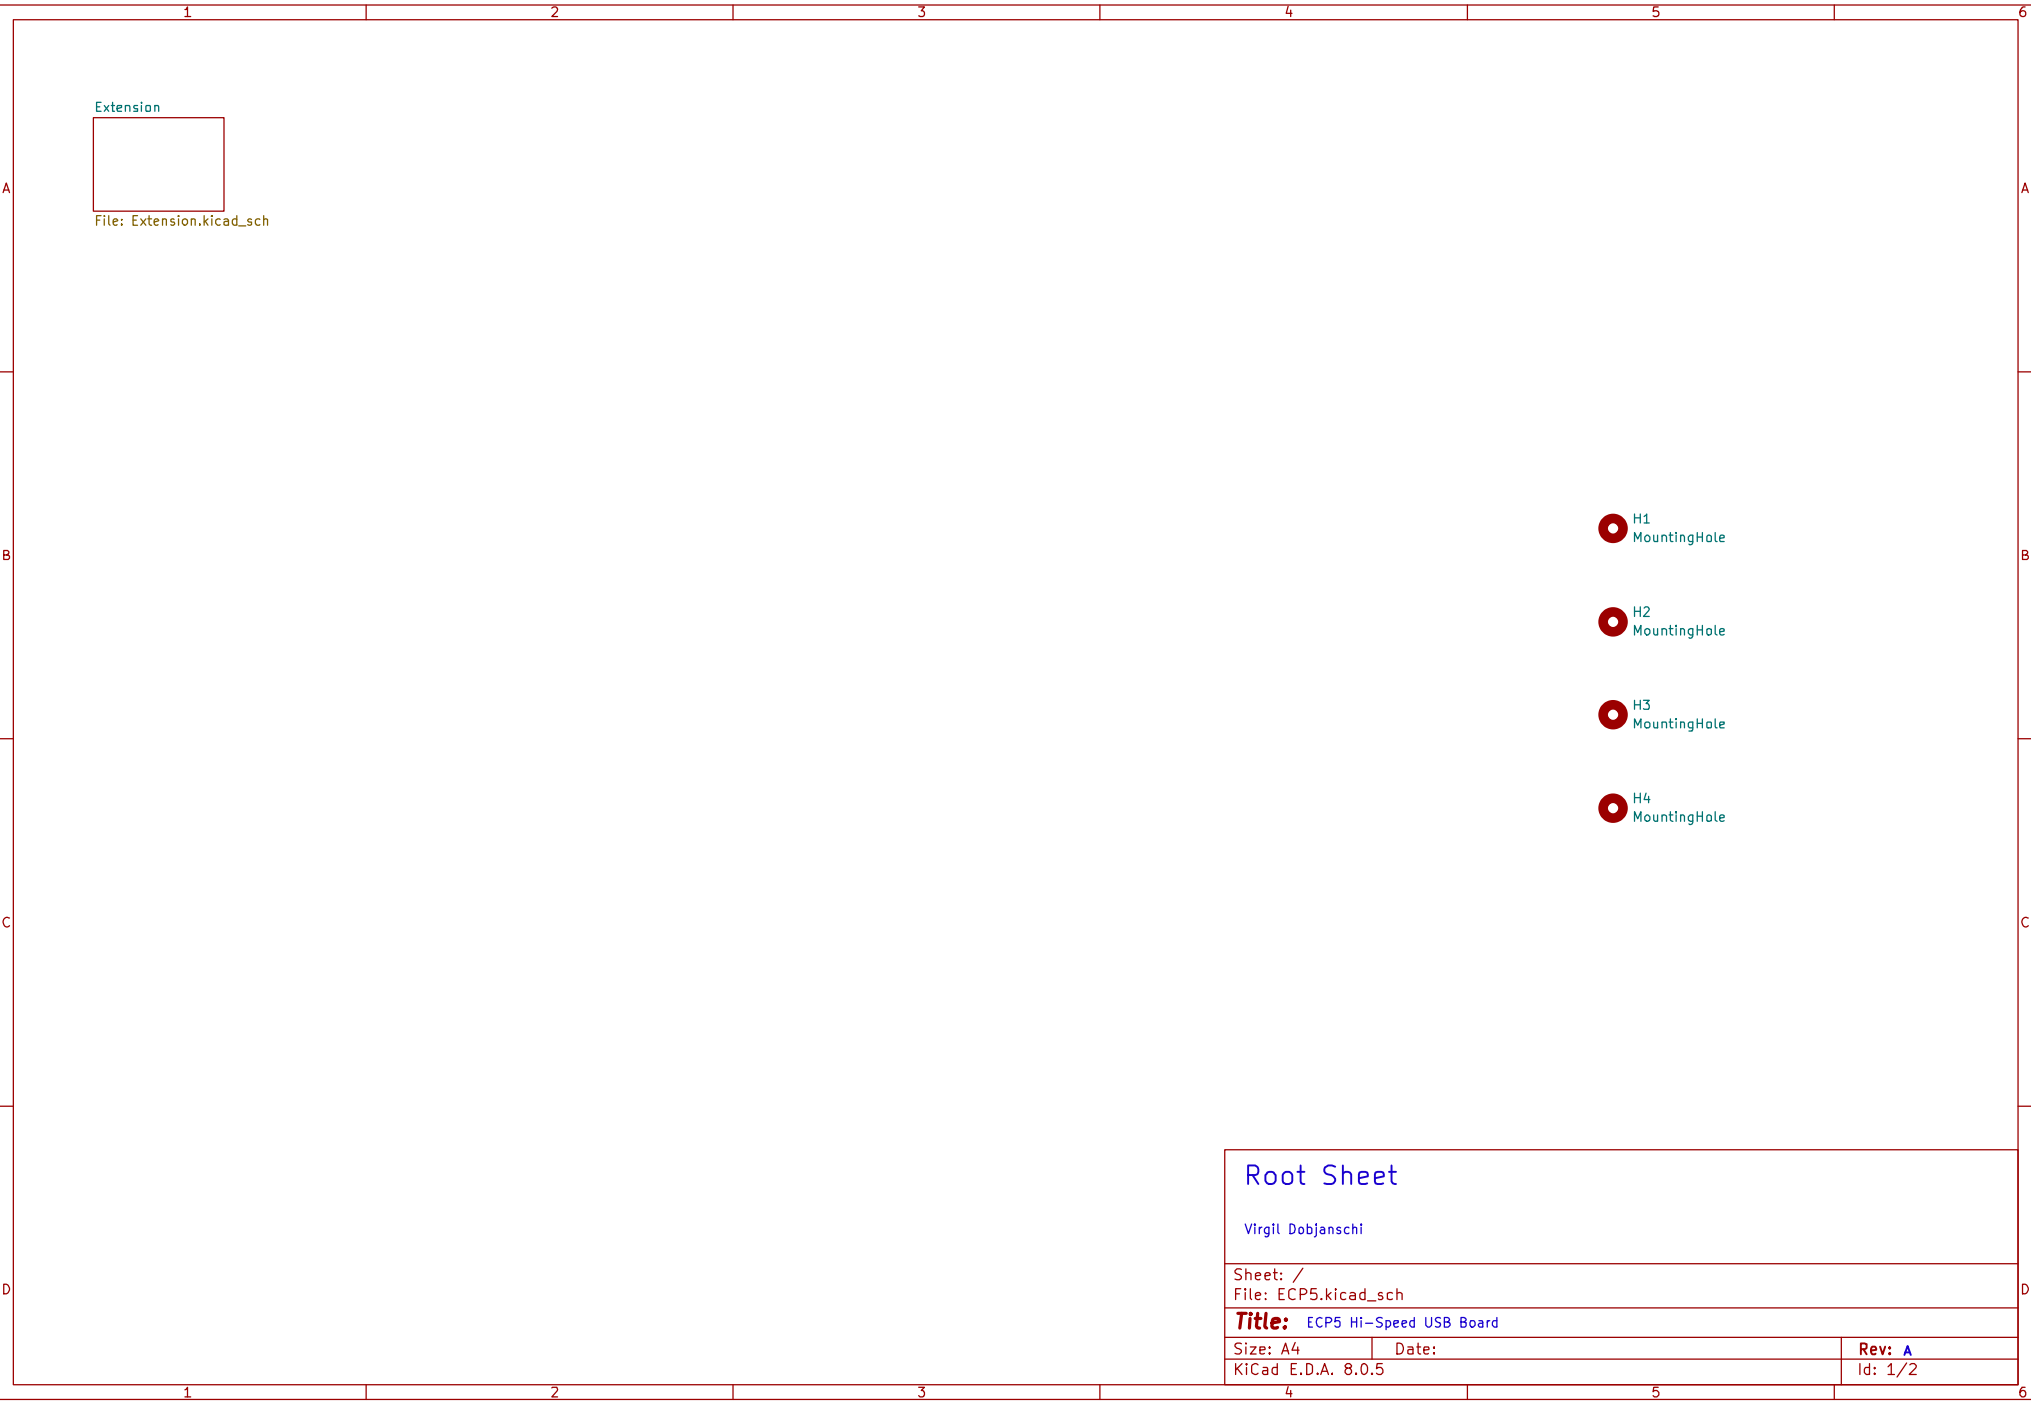 1 2 3 4 5 6
Extension
A A
File: Extension.kicad_sch
H1
MountingHole
B B
H2
MountingHole
H3
MountingHole
H4
MountingHole
C C
Root Sheet
Virgil Dobjanschi
Sheet: /
D D
File: ECP5.kicad_sch
Title: ECP5 Hi-Speed USB Board
Size: A4 Date: Rev: A
KiCad E.D.A. 8.0.5 Id: 1/2
1 2 3 4 5 6